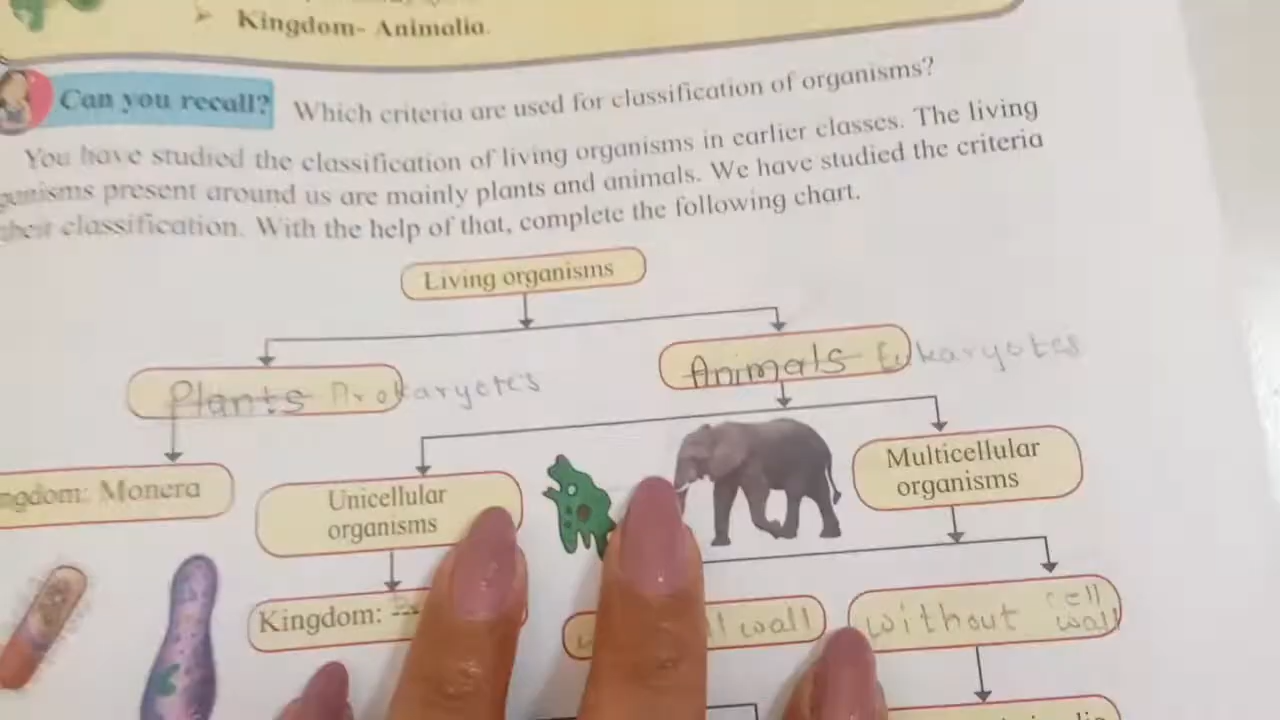 Kingdom- Animalia.
Can you recall? Which criteria are used for classification of organisms?
You have studied the classification of living organisms in earlier classes. The living
present around us are mainly plants and animals. We have studied the criteria
classification. With the help of that, complete the following chart.
Living organisms
Plants Prokaryotes
Animals Eukaryotes
Monera
Unicellular
organisms
Multicellular
organisms
Kingdom:
wall
without cell
wall